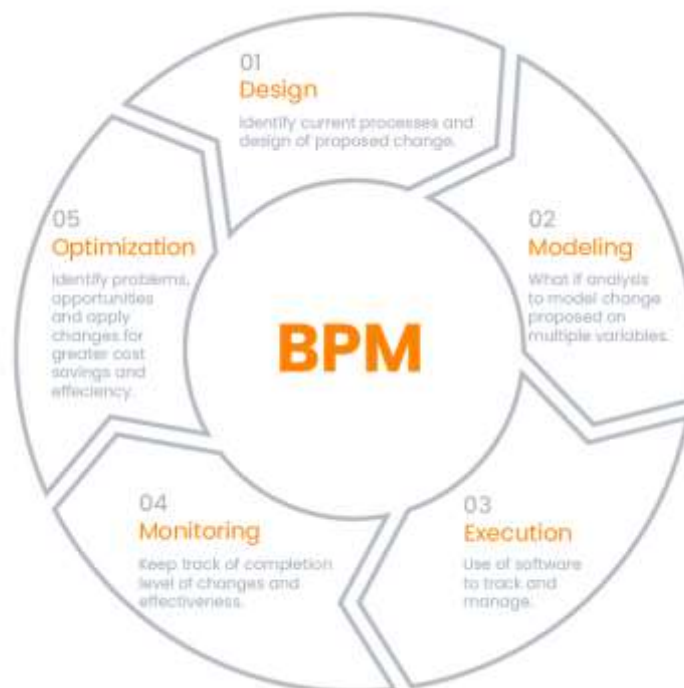 01
Design
Identify current processes and
design of proposed change.
02
Modeling
What if analysis
to model change
proposed on
multiple variables.
03
Execution
Use of software
to track and
manage.
04
Monitoring
Keep track of completion
level of changes and
effectiveness.
05
Optimization
Identify problems,
opportunities
and apply
changes for
greater cost
savings and
effeciency.
BPM